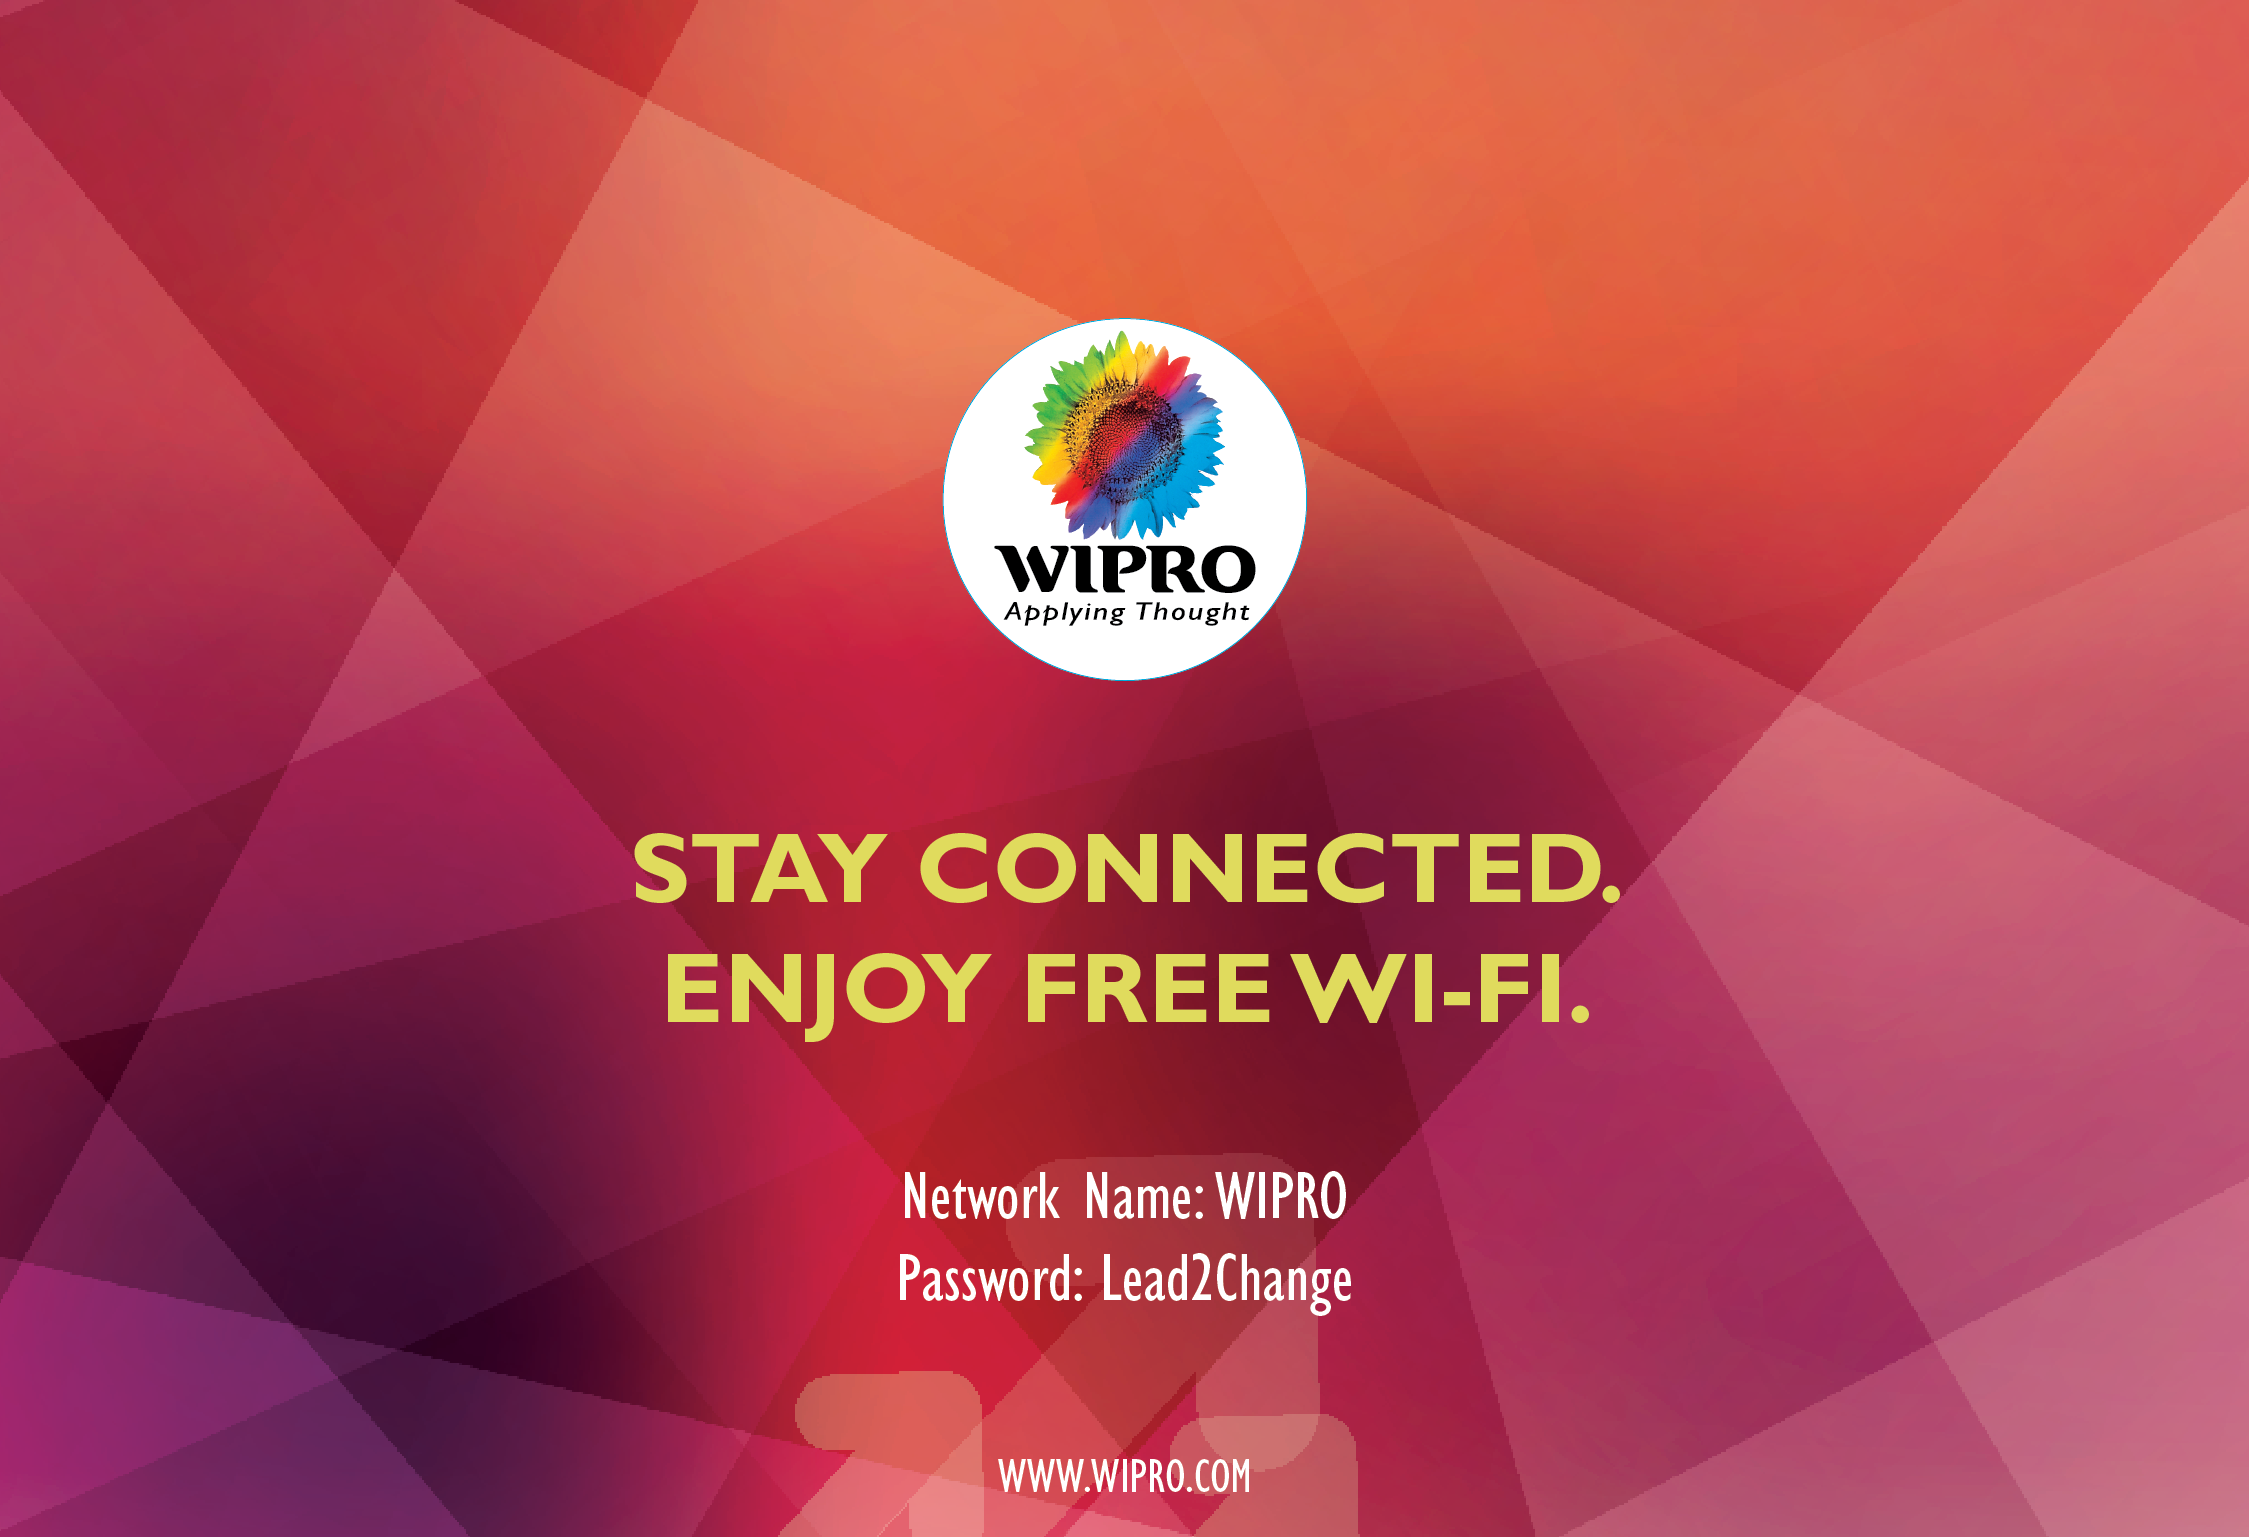 WIPRO
Applying Thought
STAY CONNECTED.
ENJOY FREE WI-FI.
Network Name: WIPRO
Password: Lead2Change
WWW.WIPRO.COM